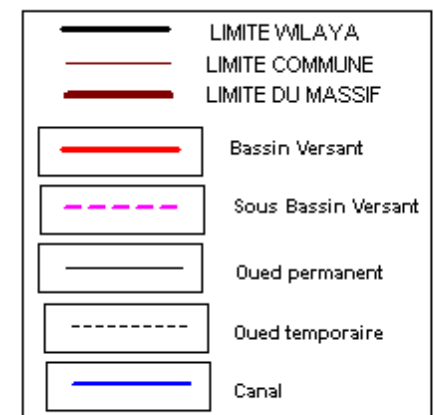 LIMITE WILAYA
LIMITE COMMUNE
LIMITE DU MASSIF
Bassin Versant
Sous Bassin Versant
Oued permanent
Oued temporaire
Canal